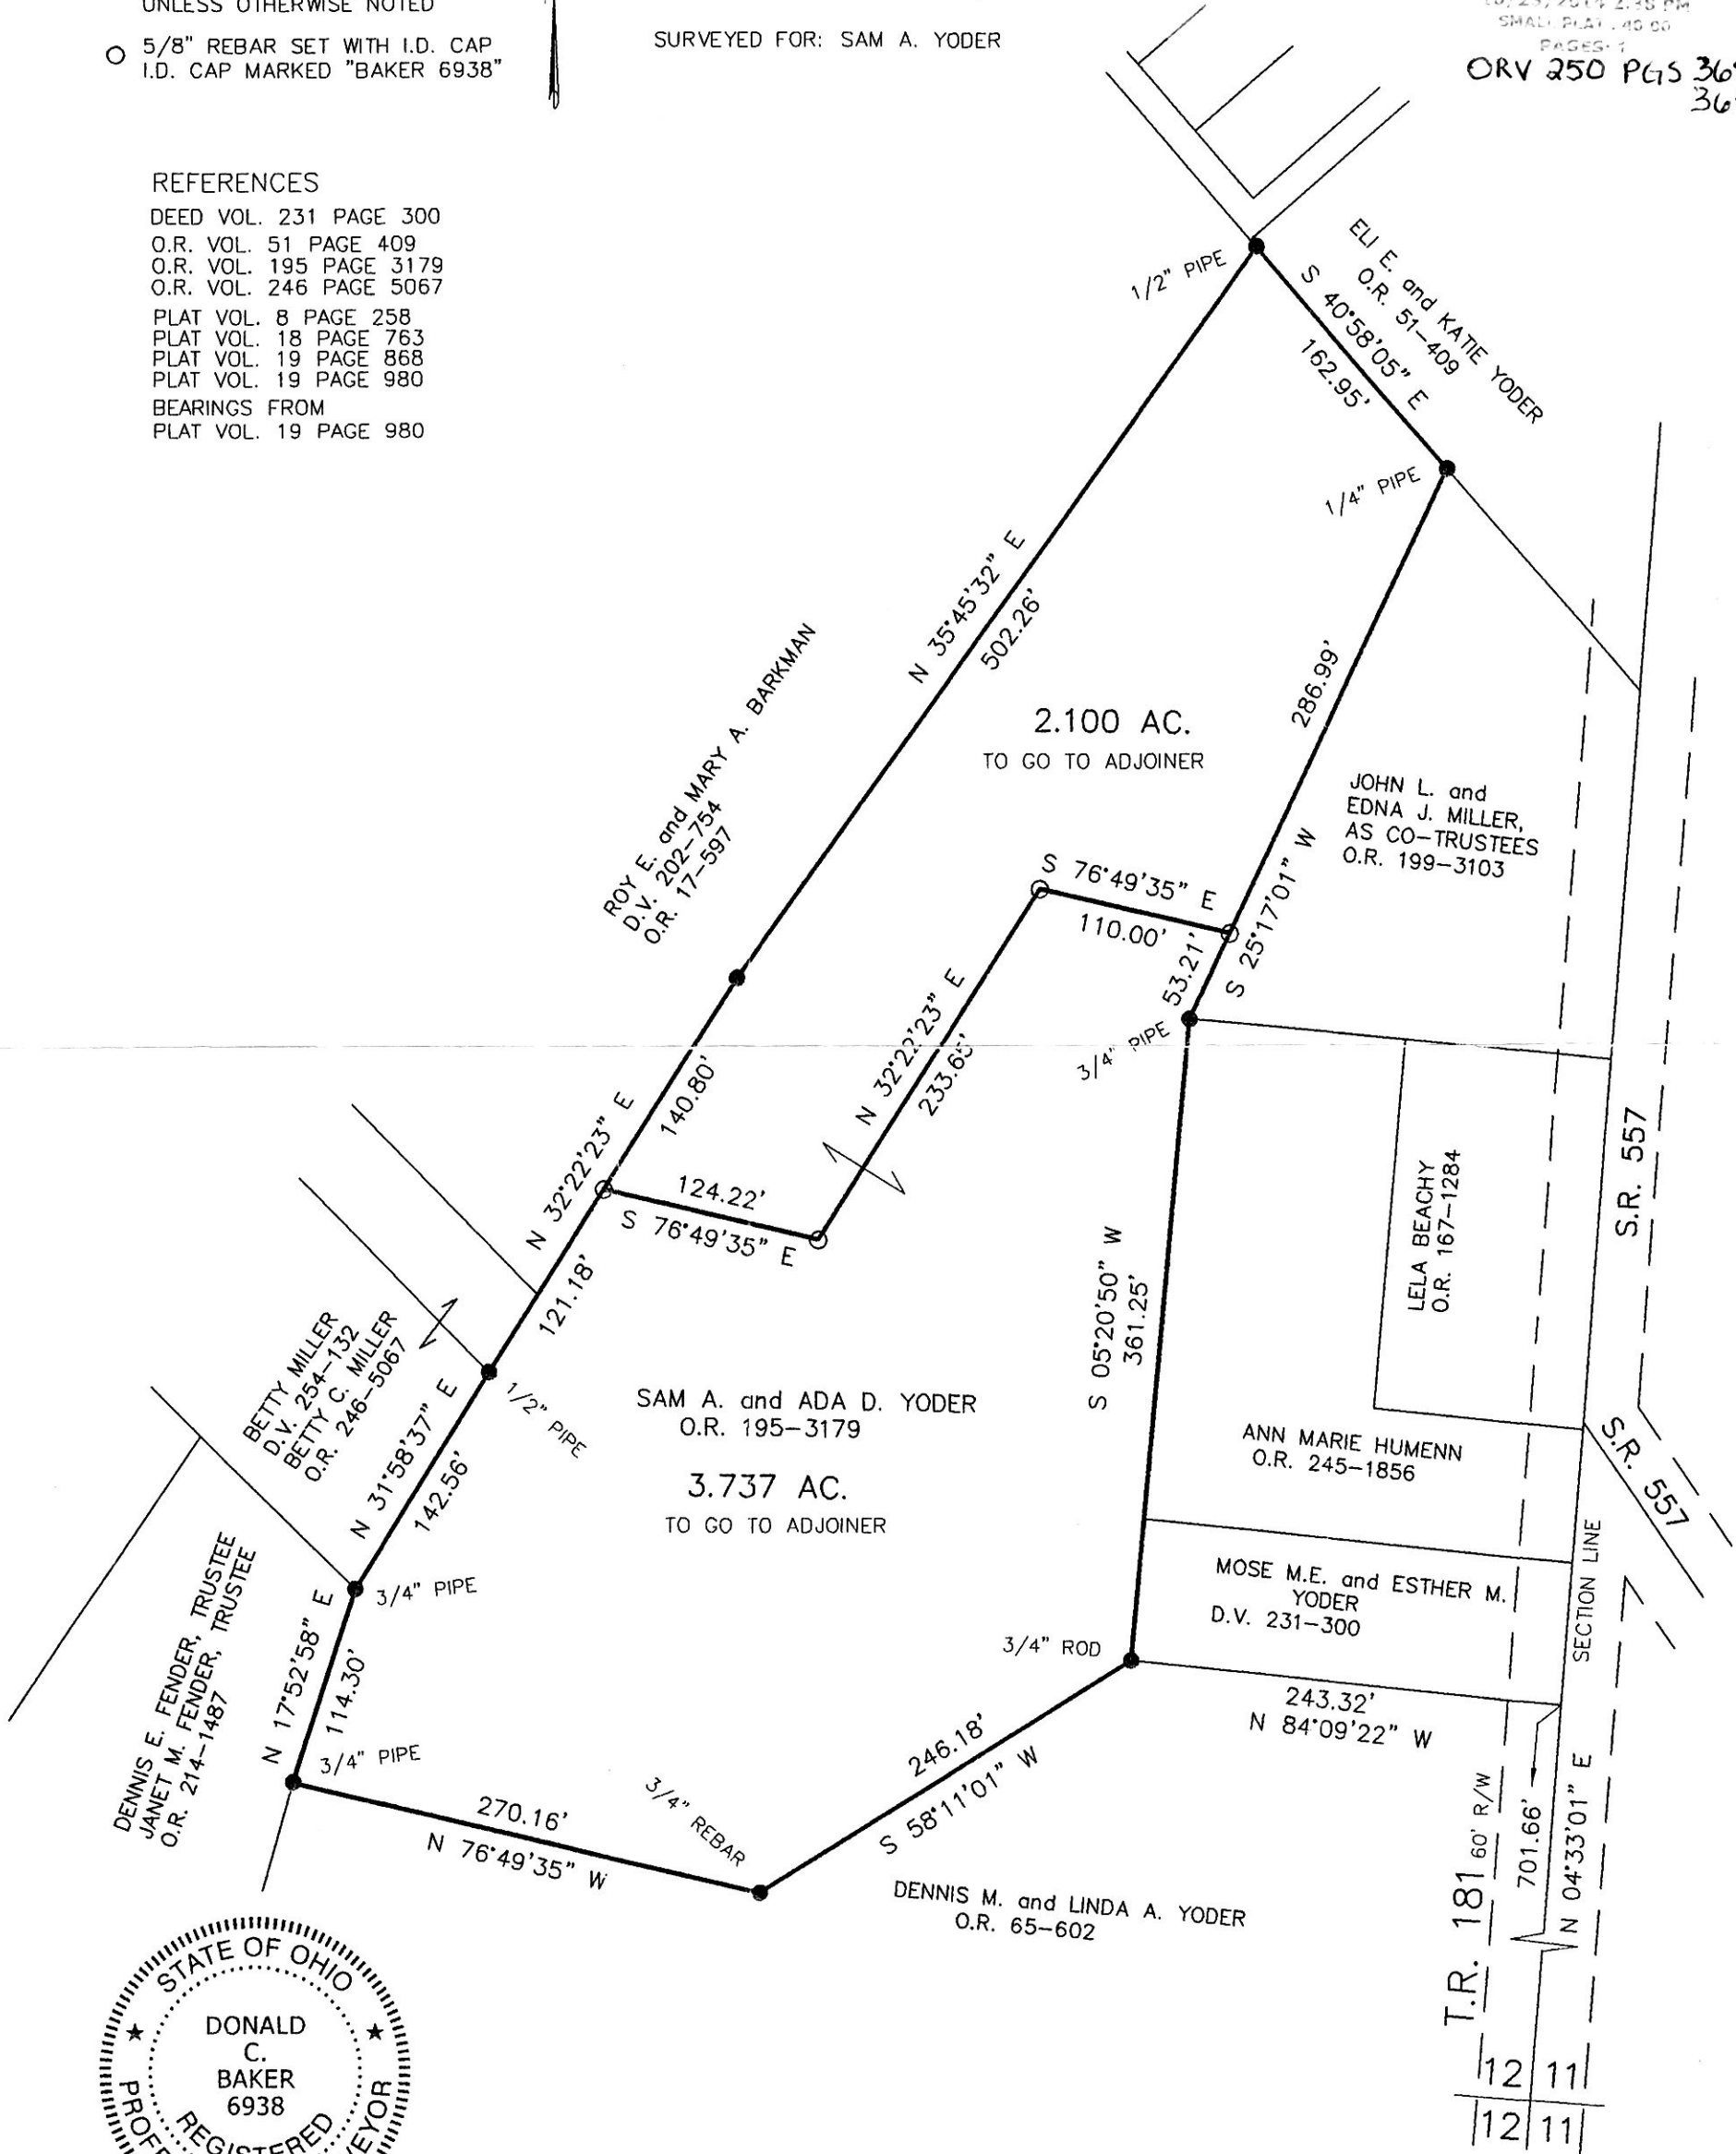 UNLESS OTHERWISE NOTED
5/8" REBAR SET WITH I.D. CAP
I.D. CAP MARKED "BAKER 6938"
SURVEYED FOR: SAM A. YODER
2:38 PM
SMALL PLAT
PAGES: 1
ORV 250 PGS
REFERENCES
DEED VOL. 231 PAGE 300
O.R. VOL. 51 PAGE 409
O.R. VOL. 195 PAGE 3179
O.R. VOL. 246 PAGE 5067
PLAT VOL. 8 PAGE 258
PLAT VOL. 18 PAGE 763
PLAT VOL. 19 PAGE 868
PLAT VOL. 19 PAGE 980
BEARINGS FROM
PLAT VOL. 19 PAGE 980
1/2" PIPE
ELI E. and KATIE YODER
O.R. 51-409
S 40°58'05" E
162.95'
1/4" PIPE
N 35°45'32" E
502.26'
286.99'
2.100 AC.
TO GO TO ADJOINER
ROY E. and MARY A. BARKMAN
D.V. 202-754
O.R. 17-597
JOHN L. and
EDNA J. MILLER,
AS CO-TRUSTEES
O.R. 199-3103
S 76°49'35" E
110.00'
53.21'
S 25°17'01" W
3/4" PIPE
N 32°22'23" E
233.65'
N 32°22'23" E
140.80'
124.22'
S 76°49'35" E
121.18'
LELA BEACHY
O.R. 167-1284
S.R. 557
S 05°20'50" W
361.25'
BETTY MILLER
D.V. 254-132
BETTY C. MILLER
O.R. 246-5067
1/2" PIPE
N 31°58'37" E
142.56'
SAM A. and ADA D. YODER
O.R. 195-3179
3.737 AC.
TO GO TO ADJOINER
ANN MARIE HUMENN
O.R. 245-1856
S.R. 557
SECTION LINE
MOSE M.E. and ESTHER M.
YODER
D.V. 231-300
3/4" PIPE
DENNIS E. FENDER, TRUSTEE
JANET M. FENDER, TRUSTEE
O.R. 214-1487
N 17°52'58" E
114.30'
3/4" ROD
243.32'
N 84°09'22" W
3/4" PIPE
270.16'
N 76°49'35" W
3/4" REBAR
246.18'
S 58°11'01" W
DENNIS M. and LINDA A. YODER
O.R. 65-602
T.R. 181 60' R/W
701.66'
N 04°33'01" E
STATE OF OHIO
DONALD
C.
BAKER
6938
REGISTERED
12 11
12 11